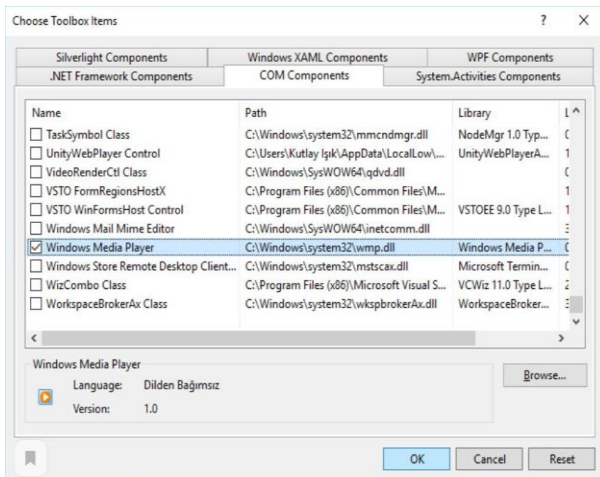 Choose Toolbox Items ? X
Silverlight Components Windows XAML Components WPF Components
.NET Framework Components COM Components System.Activities Components
Name Path Library
TaskSymbol Class C:\Windows\system32\mmcndmgr.dll NodeMgr 1.0 Typ...
UnityWebPlayer Control C:\Users\Kutlay Işık\AppData\LocalLow\... UnityWebPlayerA...
VideoRenderCtl Class C:\Windows\SysWOW64\qdvd.dll
VSTO FormRegionsHostX C:\Program Files (x86)\Common Files\M...
VSTO WinFormsHost Control C:\Program Files (x86)\Common Files\M... VSTOEE 9.0 Type L...
Windows Mail Mime Editor C:\Windows\SysWOW64\inetcomm.dll
Windows Media Player C:\Windows\system32\wmp.dll Windows Media P...
Windows Store Remote Desktop Client... C:\Windows\system32\mstscax.dll Microsoft Termin...
WizCombo Class C:\Program Files (x86)\Microsoft Visual S... VCWiz 11.0 Type L...
WorkspaceBrokerAx Class C:\Windows\system32\wkspbrokerAx.dll WorkspaceBroker...
Windows Media Player
Browse...
Language: Dilden Bağımsız
Version: 1.0
OK Cancel Reset